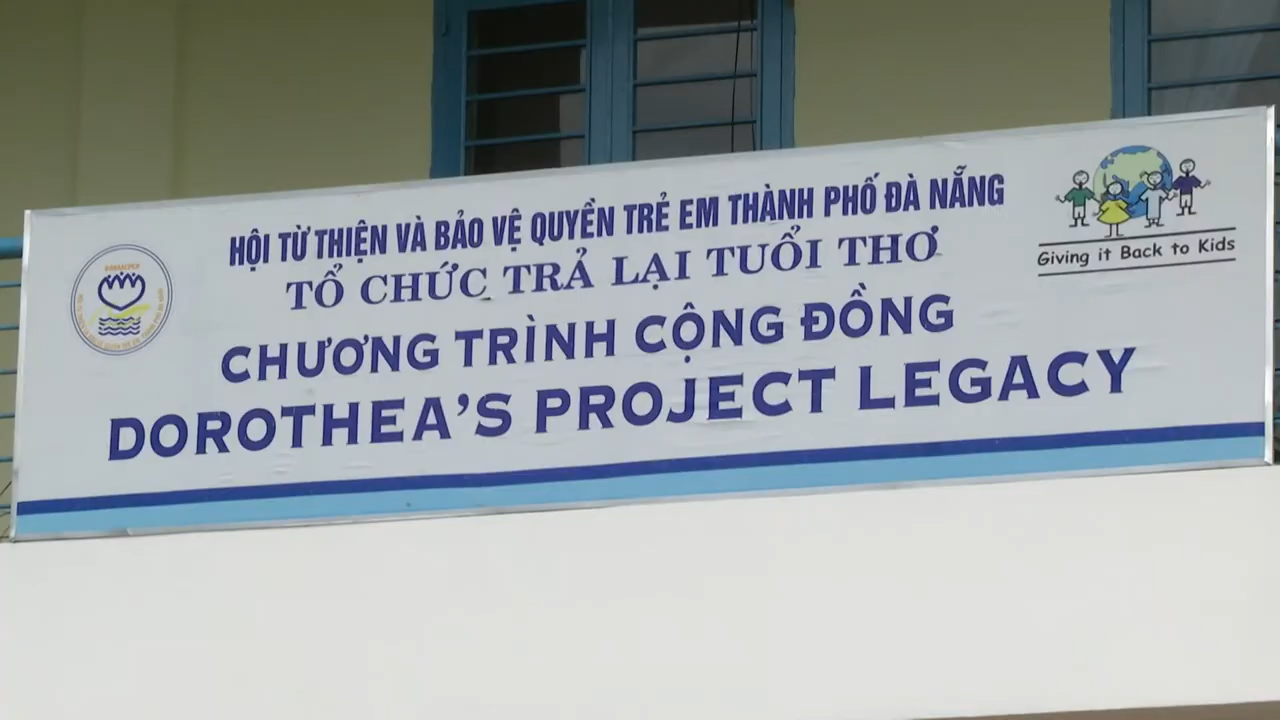 HỘI TỪ THIỆN VÀ BẢO VỆ QUYỀN TRẺ EM THÀNH PHỐ ĐÀ NẴNG
TỔ CHỨC TRẢ LẠI TUỔI THƠ
Giving it Back to Kids
CHƯƠNG TRÌNH CỘNG ĐỒNG
DOROTHEA'S PROJECT LEGACY